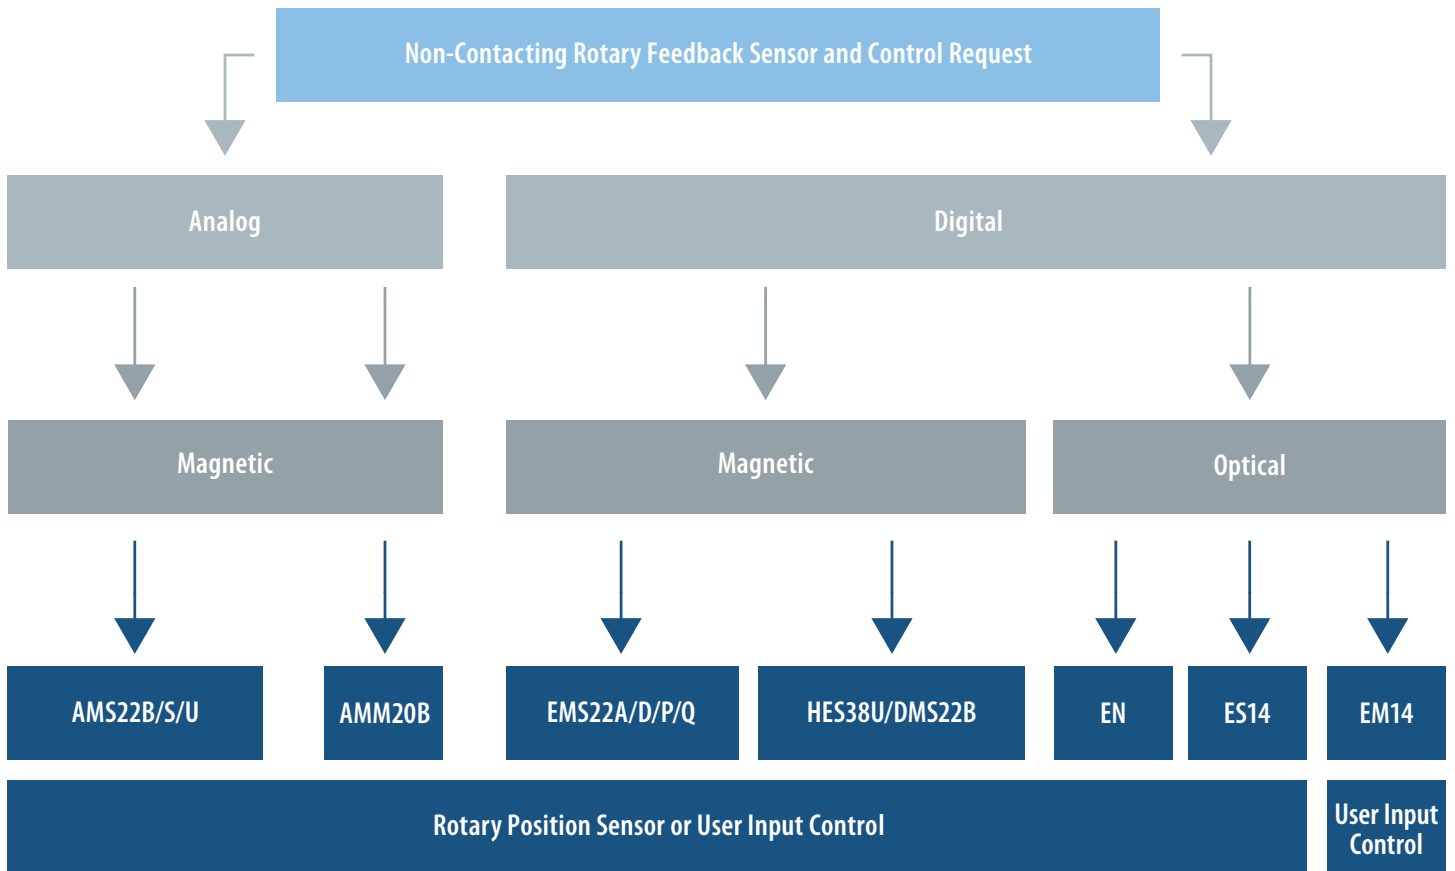 Non-Contacting Rotary Feedback Sensor and Control Request
Analog
Digital
Magnetic
Magnetic
Optical
AMS22B/S/U
AMM20B
EMS22A/D/P/Q
HES38U/DMS22B
EN
ES14
EM14
Rotary Position Sensor or User Input Control
User Input
Control